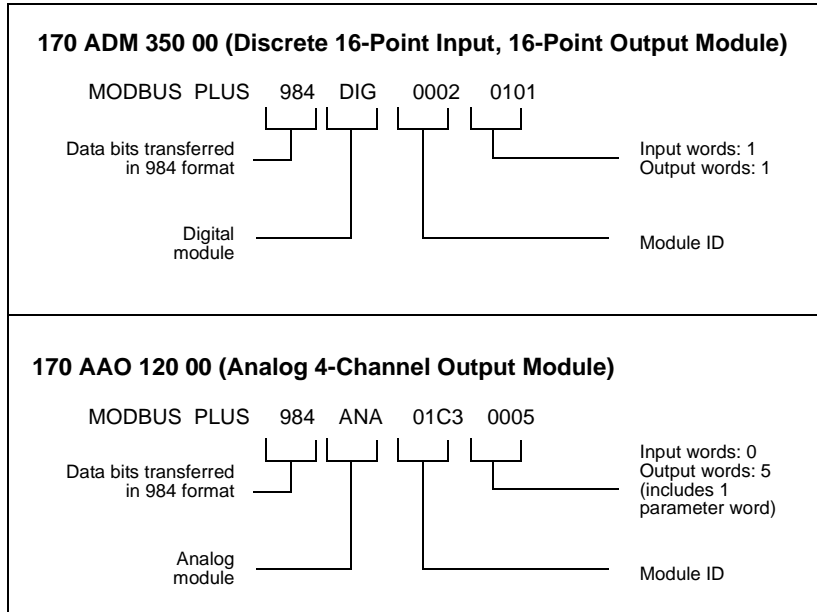 170 ADM 350 00 (Discrete 16-Point Input, 16-Point Output Module)
MODBUS PLUS 984 DIG 0002 0101
Data bits transferred
in 984 format
Input words: 1
Output words: 1
Digital
module
Module ID
170 AAO 120 00 (Analog 4-Channel Output Module)
MODBUS PLUS 984 ANA 01C3 0005
Data bits transferred
in 984 format
Input words: 0
Output words: 5
(includes 1
parameter word)
Analog
module
Module ID